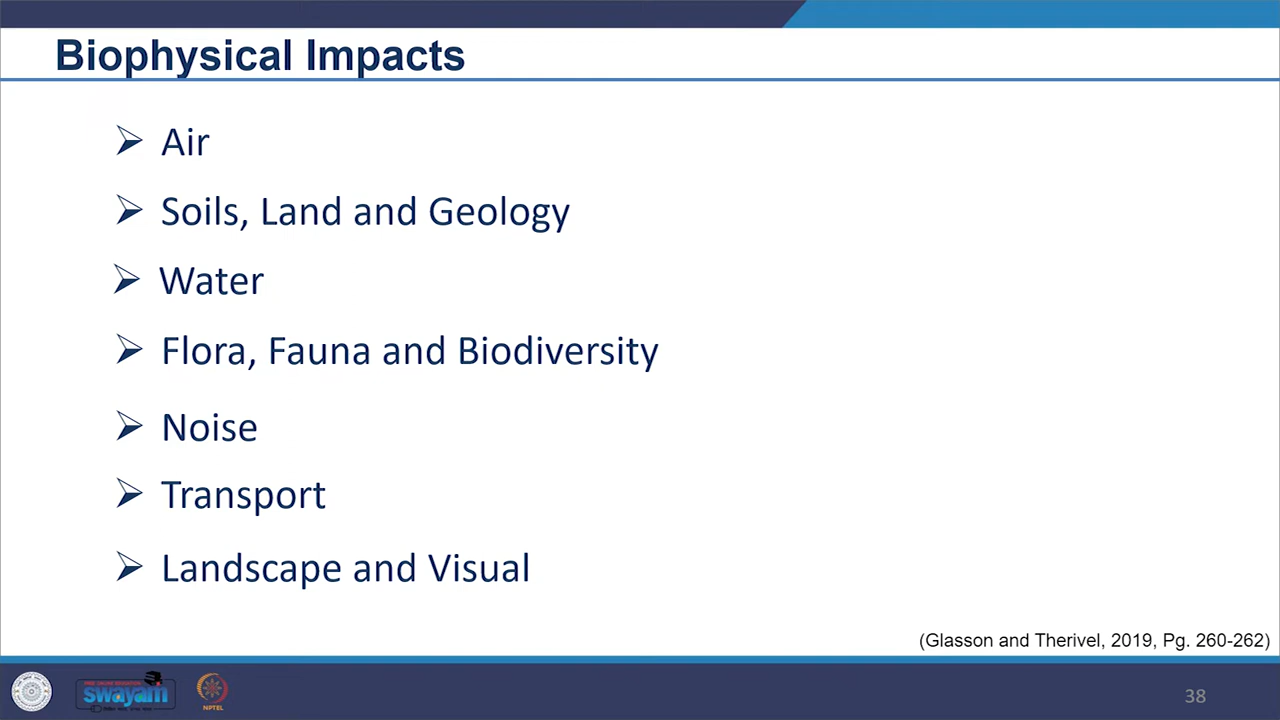 Biophysical Impacts
Air
Soils, Land and Geology
Water
Flora, Fauna and Biodiversity
Noise
Transport
Landscape and Visual
(Glasson and Therivel, 2019, Pg. 260-262)
swayam
NPTEL
38